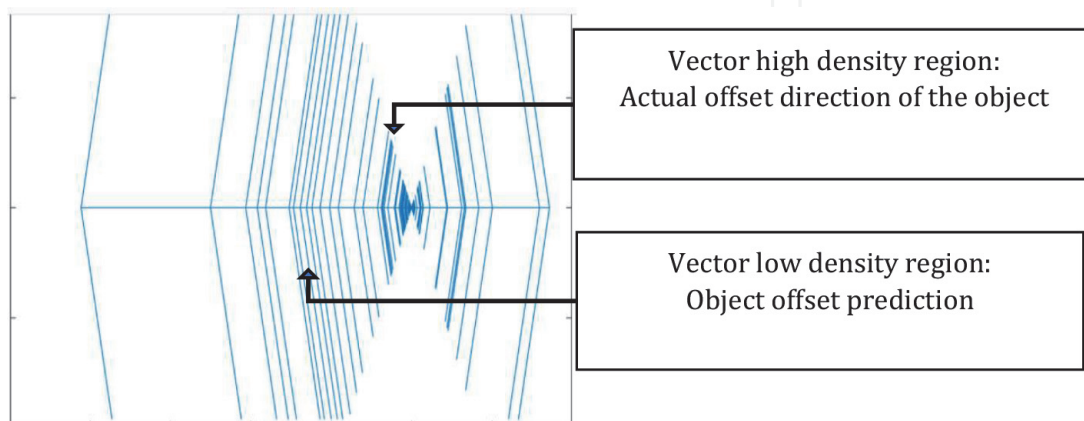 Vector high density region:
Actual offset direction of the object
Vector low density region:
Object offset prediction